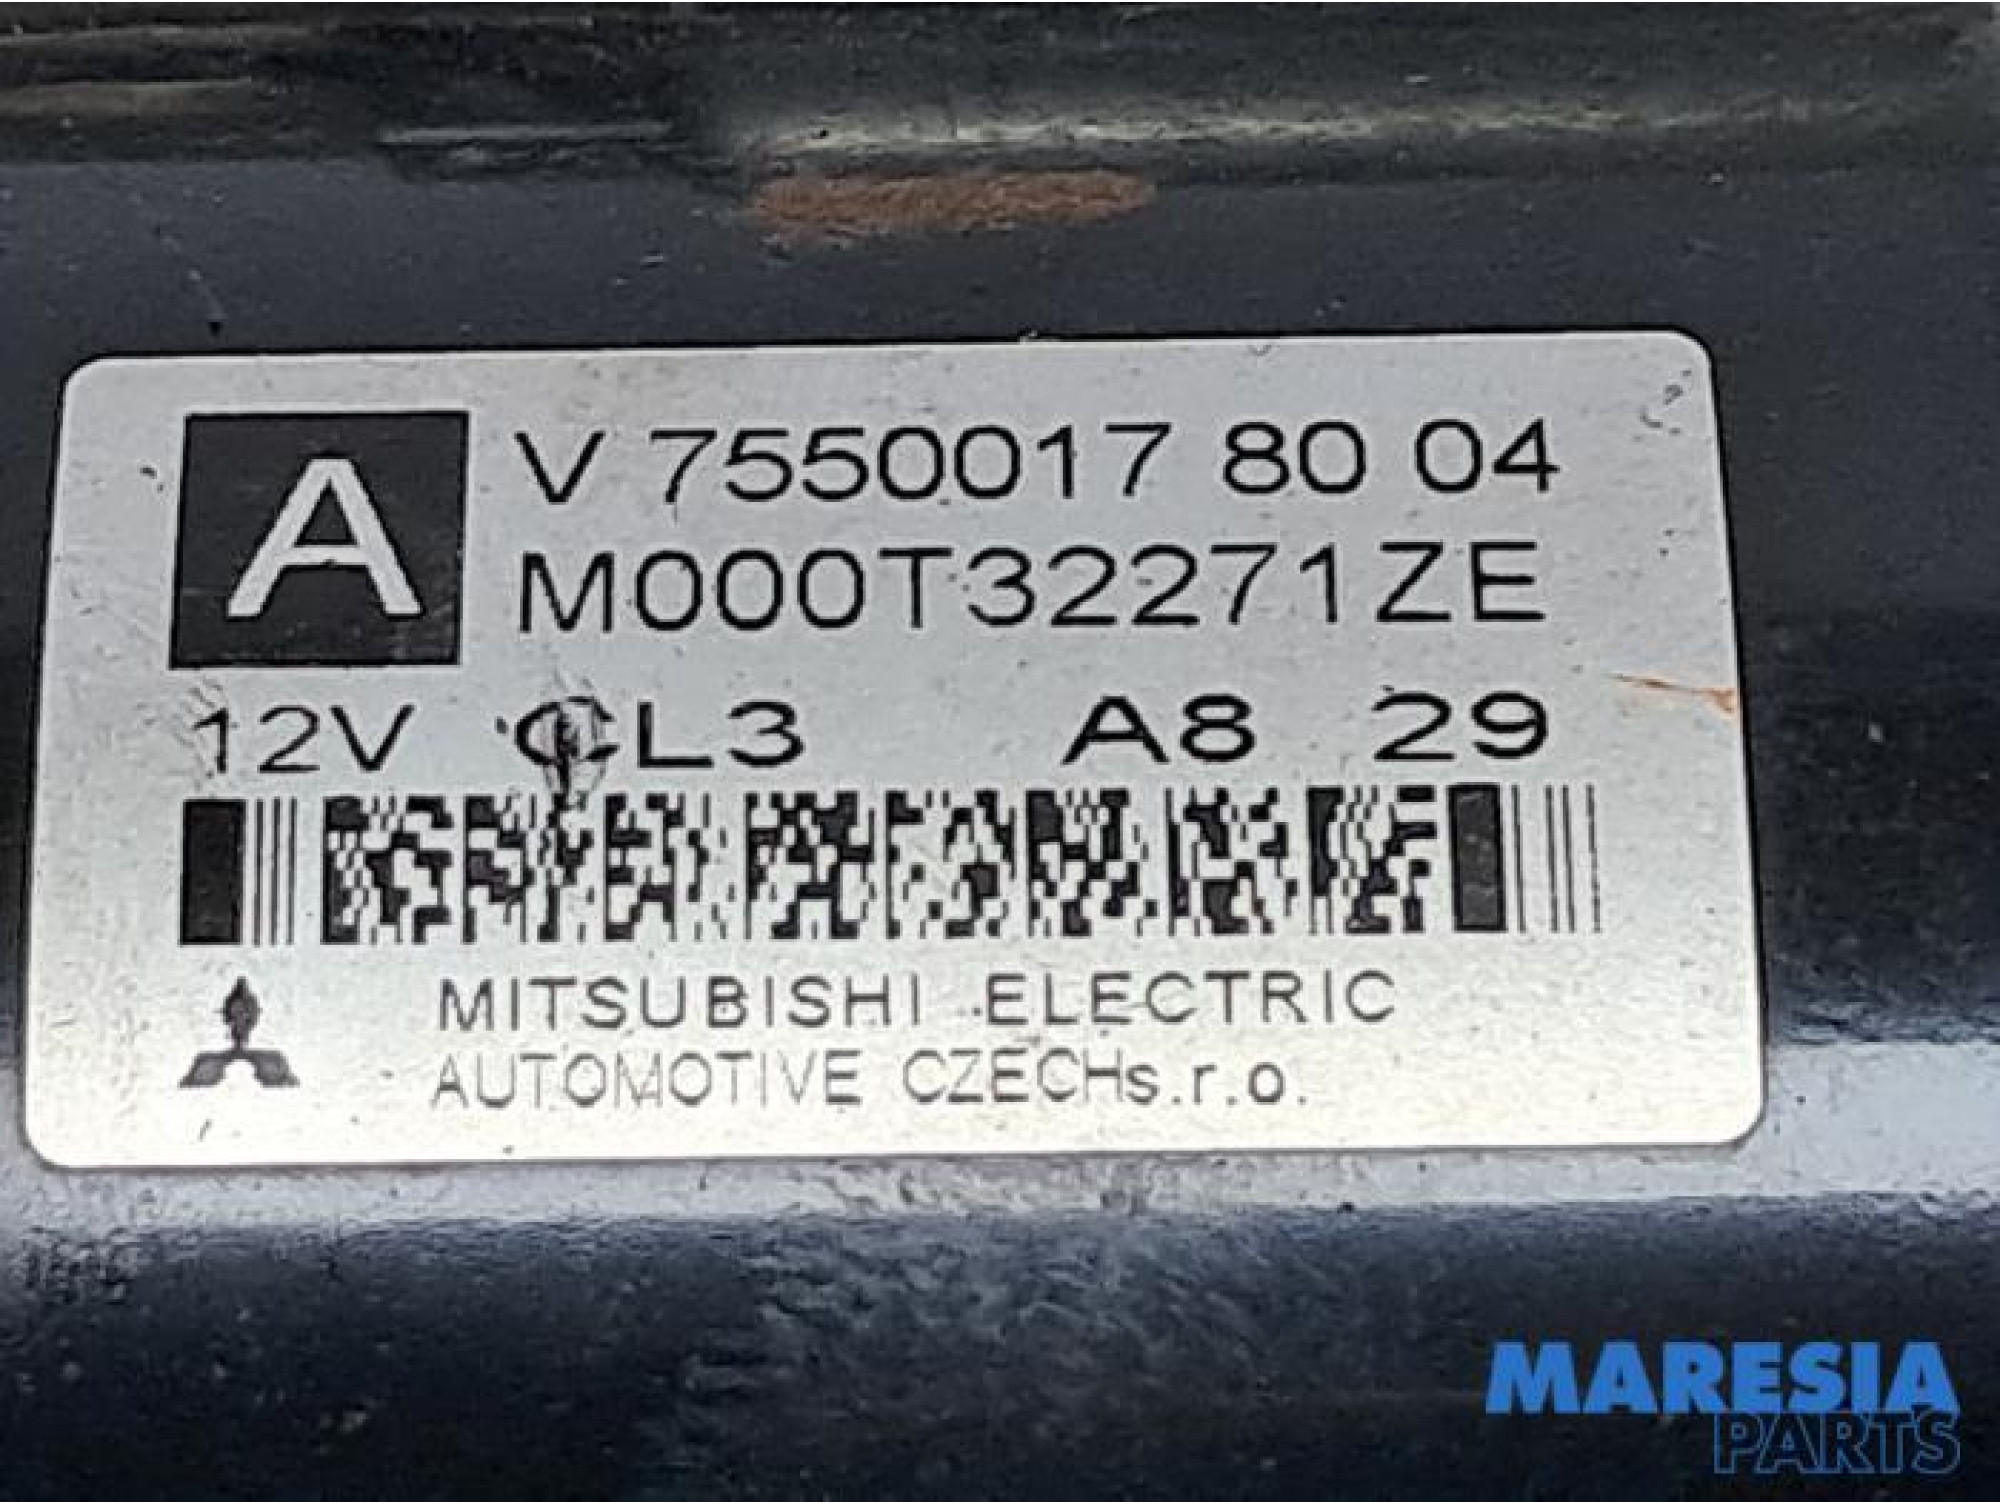 A
V 7550017 80 04
M000T32271ZE
12V CL3 A8 29
MITSUBISHI ELECTRIC
AUTOMOTIVE CZECHs.r.o.
MARESIA
PARTS